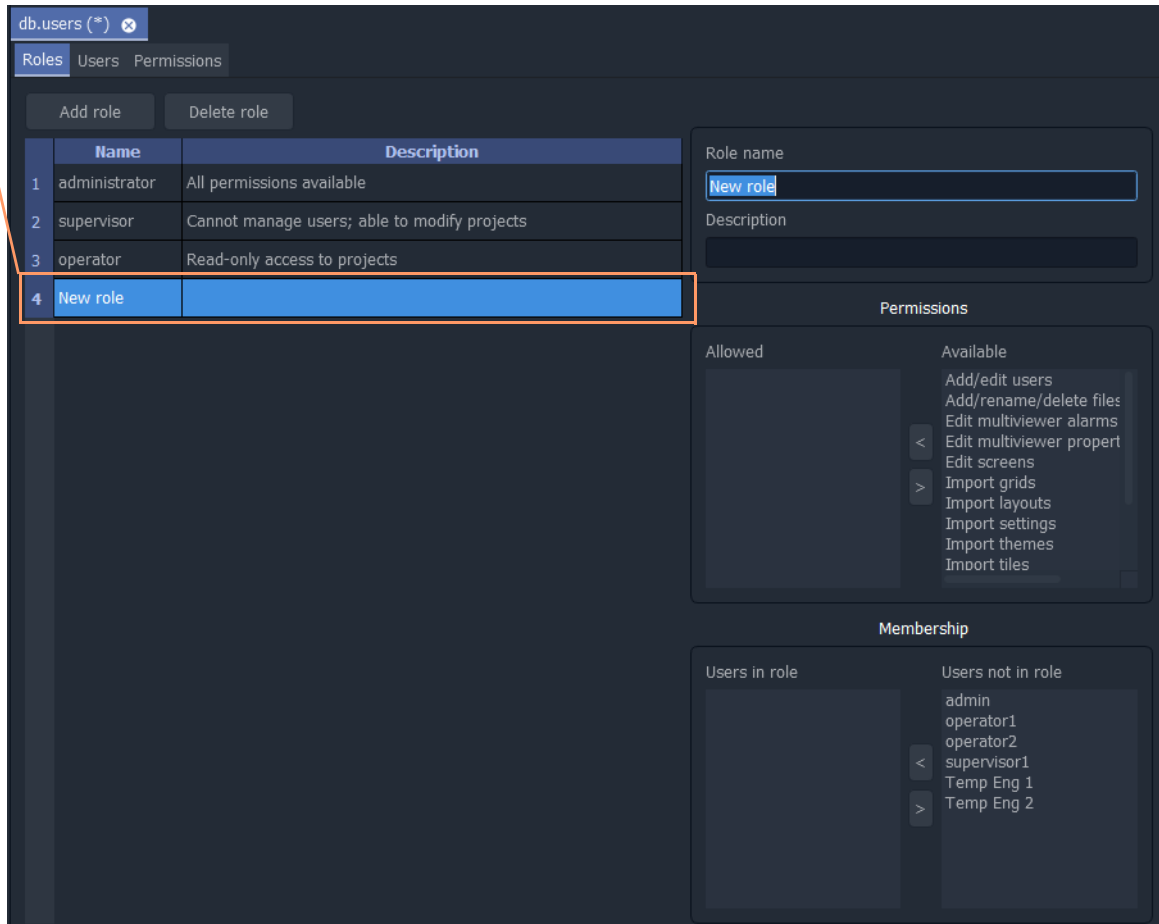 db.users (*)
Roles Users Permissions
Add role Delete role
Name Description
1 administrator All permissions available
2 supervisor Cannot manage users; able to modify projects
3 operator Read-only access to projects
4 New role
Role name
New role
Description
Permissions
Allowed
Available
Add/edit users
Add/rename/delete files
Edit multiviewer alarms
Edit multiviewer propert
Edit screens
Import grids
Import layouts
Import settings
Import themes
Import tiles
<
>
Membership
Users in role
Users not in role
admin
operator1
operator2
supervisor1
Temp Eng 1
Temp Eng 2
<
>